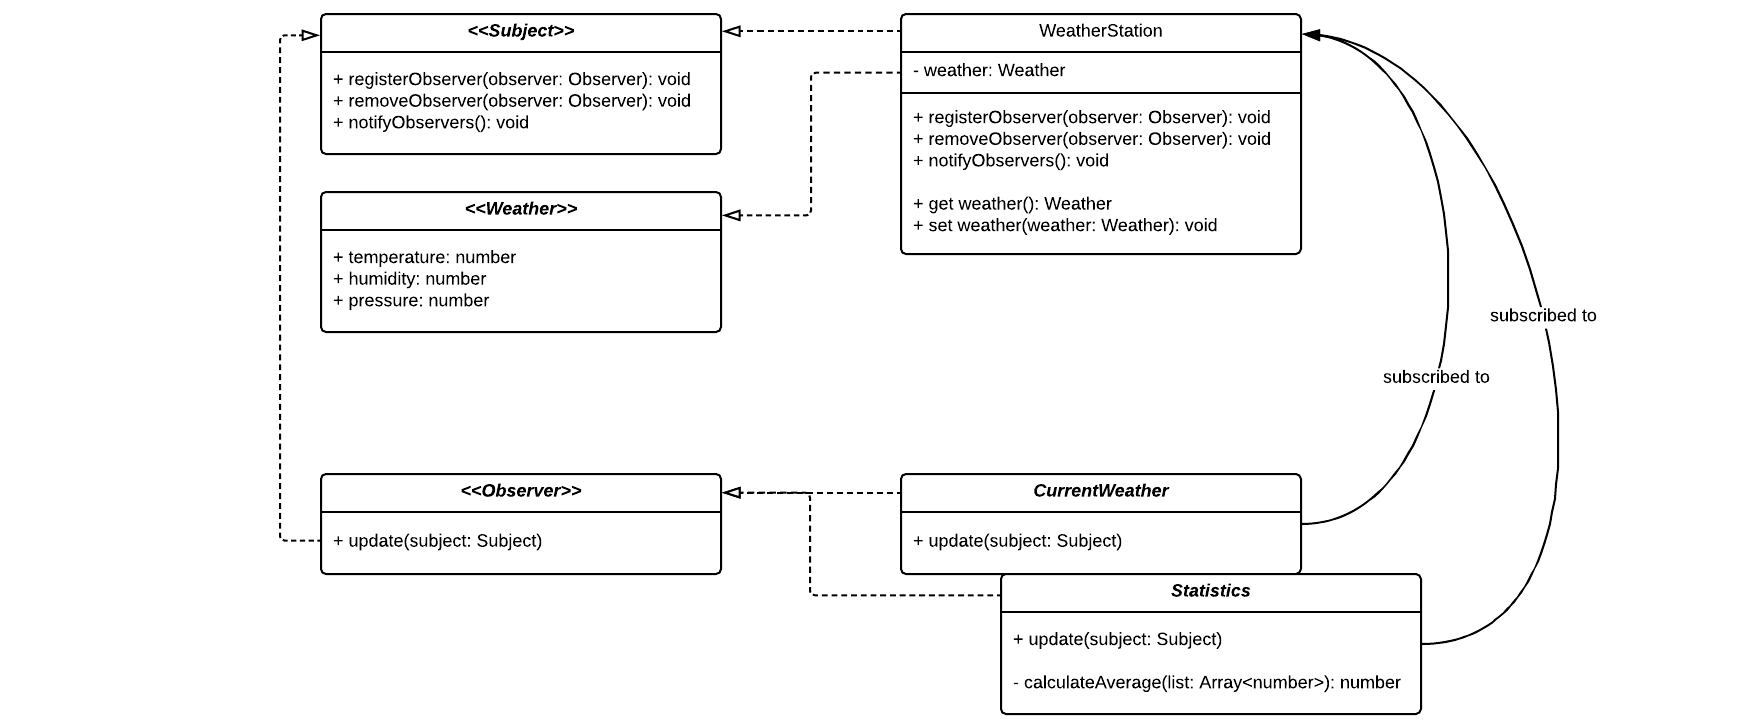 <<Subject>>
+ registerObserver(observer: Observer): void
+ removeObserver(observer: Observer): void
+ notifyObservers(): void
WeatherStation
- weather: Weather
+ registerObserver(observer: Observer): void
+ removeObserver(observer: Observer): void
+ notifyObservers(): void
+ get weather(): Weather
+ set weather(weather: Weather): void
<<Weather>>
+ temperature: number
+ humidity: number
+ pressure: number
subscribed to
subscribed to
<<Observer>>
+ update(subject: Subject)
CurrentWeather
+ update(subject: Subject)
Statistics
+ update(subject: Subject)
- calculateAverage(list: Array<number>): number